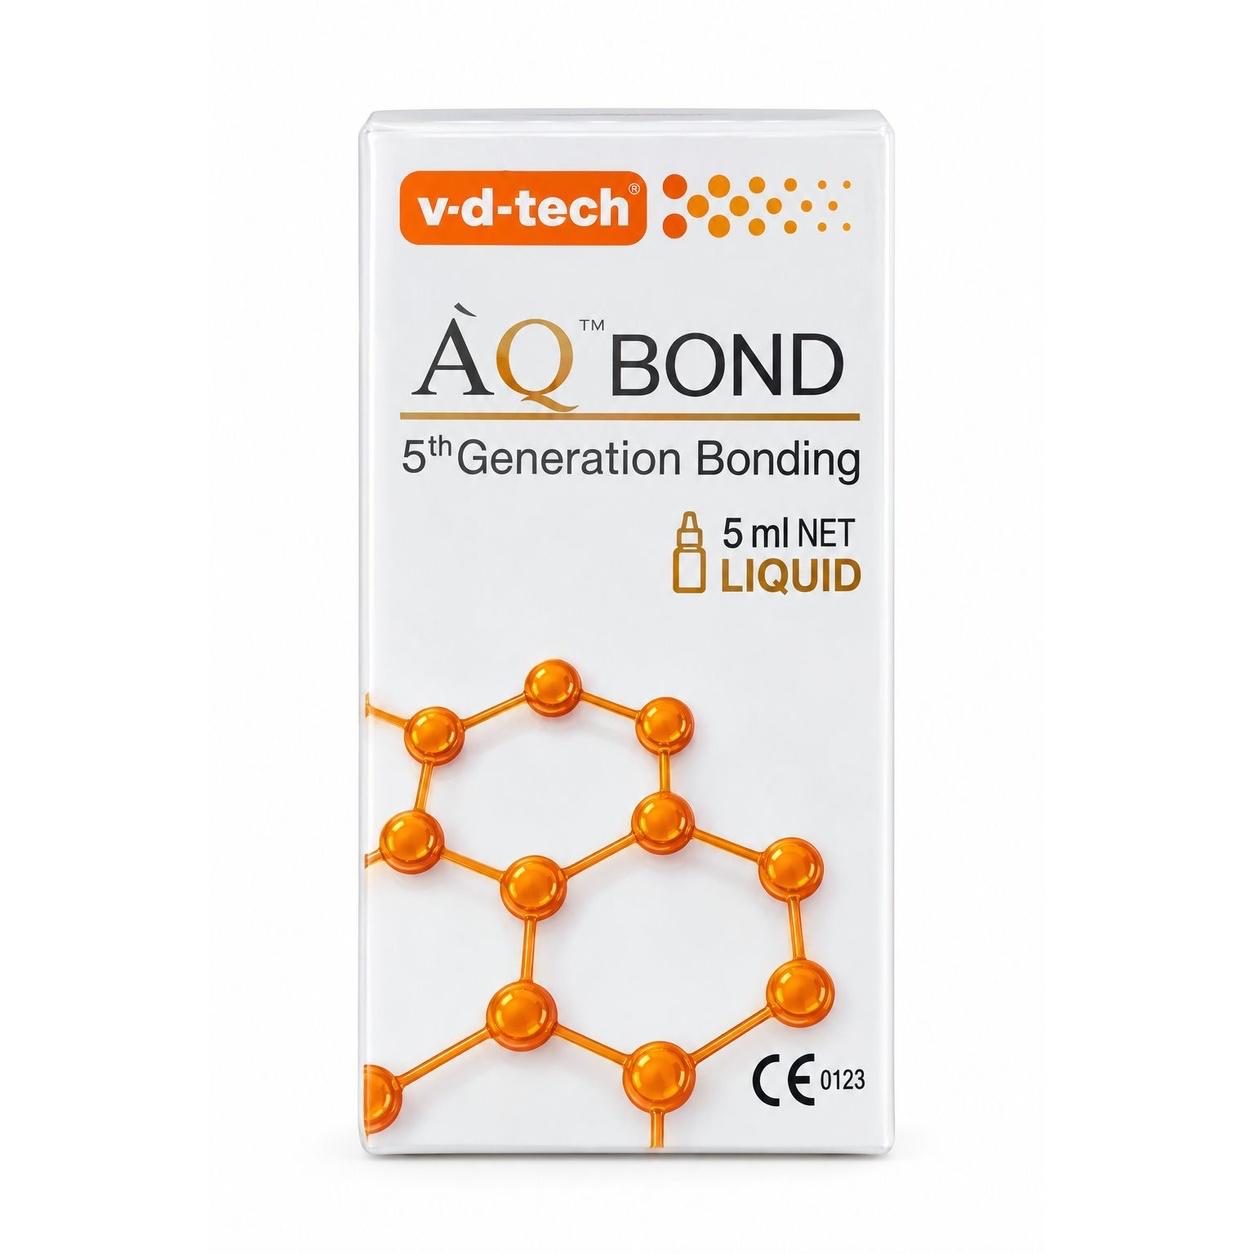 v-d-tech®
ÀQ™ BOND
5th Generation Bonding
5 ml NET
LIQUID
CE 0123